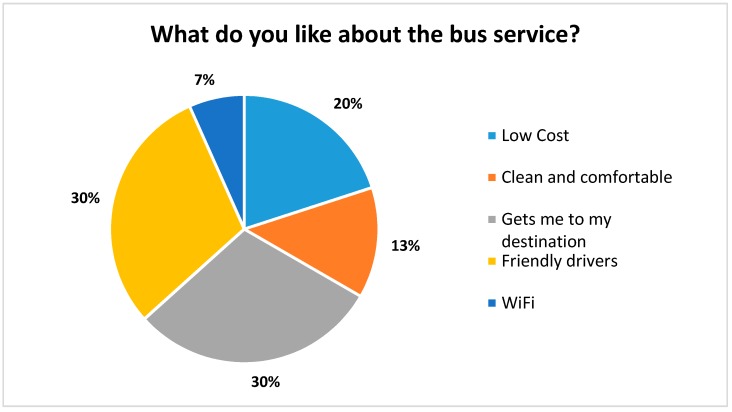 What do you like about the bus service?
7%
20%
30%
13%
30%
Low Cost
Clean and comfortable
Gets me to my
destination
Friendly drivers
WiFi